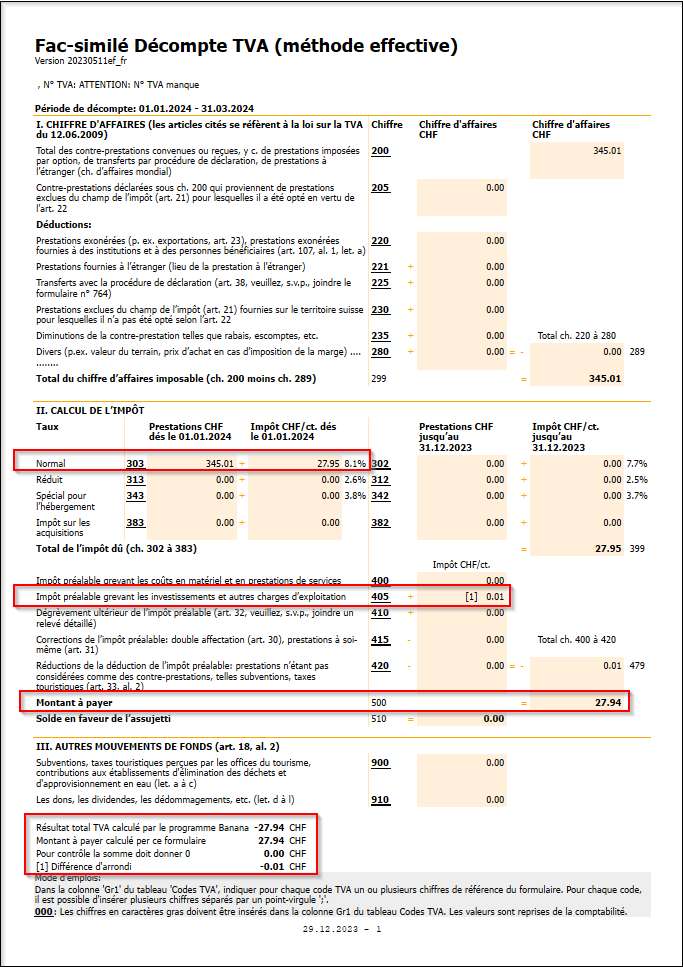 Fac-similé Décompte TVA (méthode effective)
Version 20230511ef_fr
, N° TVA: ATTENTION: N° TVA manque
Période de décompte: 01.01.2024 - 31.03.2024
I. CHIFFRE D'AFFAIRES (les articles cités se réfèrent à la loi sur la TVA Chiffre Chiffre d'affaires Chiffre d'affaires
du 12.06.2009) CHF CHF
Total des contre-prestations convenues ou reçues, y c. de prestations imposées 200 345.01
par option, de transferts par procédure de déclaration, de prestations à
l'étranger (ch. d'affaires mondial)
Contre-prestations déclarées sous ch. 200 qui proviennent de prestations 205 0.00
exclues du champ de l'impôt (art. 21) pour lesquelles il a été opté en vertu de
l'art. 22
Déductions:
Prestations exonérées (p. ex. exportations, art. 23), prestations exonérées 220 0.00
fournies à des institutions et à des personnes bénéficiaires (art. 107, al. 1, let. a)
Prestations fournies à l'étranger (lieu de la prestation à l'étranger) 221 + 0.00
Transferts avec la procédure de déclaration (art. 38, veuillez, s.v.p., joindre le 225 + 0.00
formulaire n° 764)
Prestations exclues du champ de l'impôt (art. 21) fournies sur le territoire suisse 230 + 0.00
pour lesquelles il n'a pas été opté selon l'art. 22
Diminutions de la contre-prestation telles que rabais, escomptes, etc. 235 + 0.00 Total ch. 220 à 280
Divers (p.ex. valeur du terrain, prix d'achat en cas d'imposition de la marge) .... 280 + 0.00 = - 0.00 289
........
Total du chiffre d'affaires imposable (ch. 200 moins ch. 289) 299 = 345.01
II. CALCUL DE L'IMPÔT
Taux Prestations CHF Impôt CHF/ct. dés Prestations CHF Impôt CHF/ct.
dés le 01.01.2024 le 01.01.2024 jusqu'au jusqu'au
31.12.2023 31.12.2023
Normal 303 345.01 + 27.95 8.1% 302 0.00 + 0.00 7.7%
Réduit 313 0.00 + 0.00 2.6% 312 0.00 + 0.00 2.5%
Spécial pour 343 0.00 + 0.00 3.8% 342 0.00 + 0.00 3.7%
l'hébergement
Impôt sur les 383 0.00 + 0.00 382 0.00 + 0.00
acquisitions
Total de l'impôt dû (ch. 302 à 383) = 27.95 399
Impôt CHF/ct.
Impôt préalable grevant les coûts en matériel et en prestations de services 400 0.00
Impôt préalable grevant les investissements et autres charges d'exploitation 405 + [1] 0.01
Dégrèvement ultérieur de l'impôt préalable (art. 32, veuillez, s.v.p., joindre un 410 + 0.00
relevé détaillé)
Corrections de l'impôt préalable: double affectation (art. 30), prestations à soi- 415 - 0.00 Total ch. 400 à 420
même (art. 31)
Réductions de la déduction de l'impôt préalable: prestations n'étant pas 420 - 0.00 = - 0.01 479
considérées comme des contre-prestations, telles subventions, taxes
touristiques (art. 33, al. 2)
Montant à payer 500 = 27.94
Solde en faveur de l'assujetti 510 = 0.00
III. AUTRES MOUVEMENTS DE FONDS (art. 18, al. 2)
Subventions, taxes touristiques perçues par les offices du tourisme, 900 0.00
contributions aux établissements d'élimination des déchets et
d'approvisionnement en eau (let. a à c)
Les dons, les dividendes, les dédommagements, etc. (let. d à l) 910 0.00
Résultat total TVA calculé par le programme Banana -27.94 CHF
Montant à payer calculé per ce formulaire 27.94 CHF
Pour contrôle la somme doit donner 0 0.00 CHF
[1] Différence d'arrondi -0.01 CHF
Mode d'emplois:
Dans la colonne 'Gr1' du tableau 'Codes TVA', indiquer pour chaque code TVA un ou plusieurs chiffres de référence du formulaire. Pour chaque code,
il est possible d'insérer plusieurs chiffres séparés par un point-virgule ';'.
000: Les chiffres en caractères gras doivent être insérés dans la colonne Gr1 du tableau Codes TVA. Les valeurs sont reprises de la comptabilité.
29.12.2023 - 1